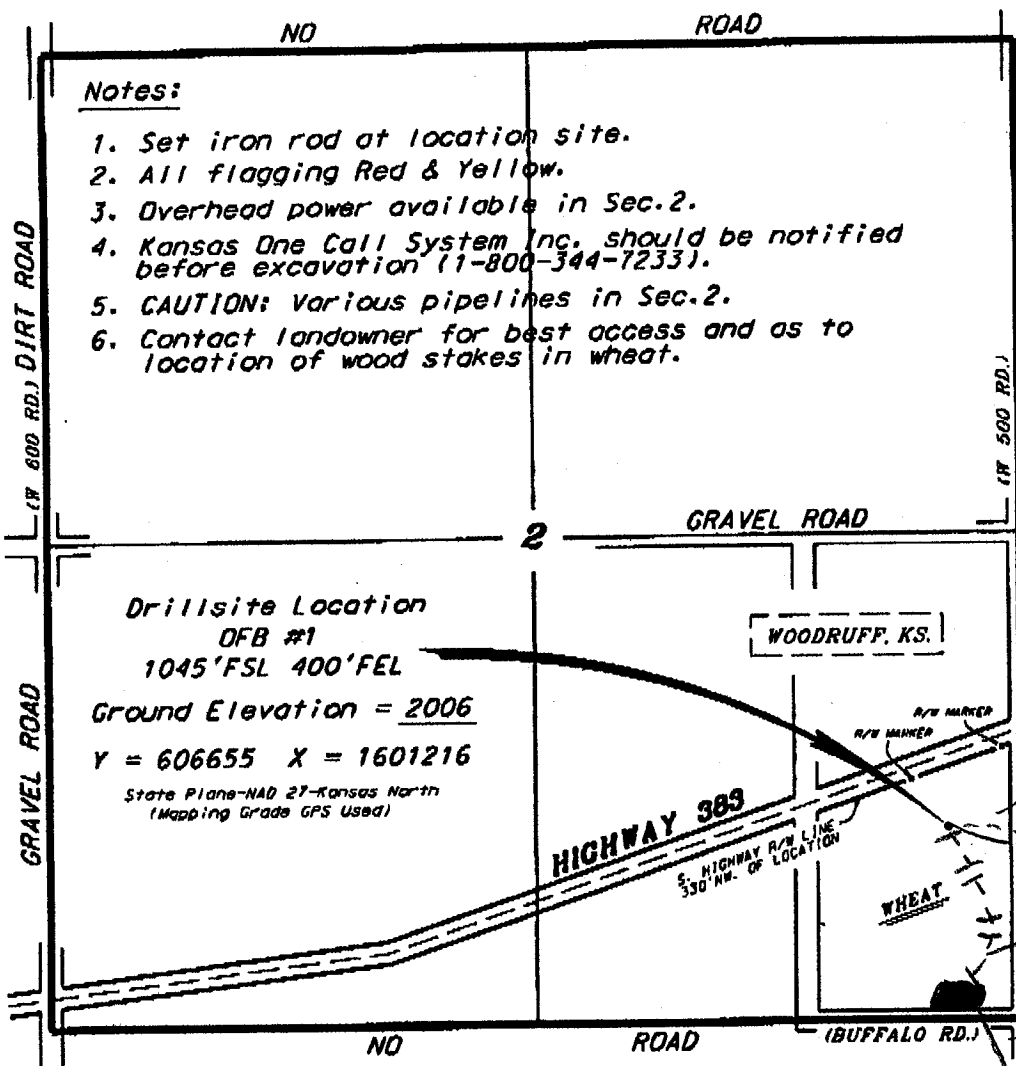 NO ROAD
Notes:
1. Set iron rod at location site.
2. All flagging Red & Yellow.
3. Overhead power available in Sec.2.
4. Kansas One Call System Inc. should be notified
before excavation (1-800-344-7233).
5. CAUTION: Various pipelines in Sec.2.
6. Contact landowner for best access and as to
location of wood stakes in wheat.
(W 600 RD.) DIRT ROAD
(W 500 RD.)
GRAVEL ROAD
2
Drillsite Location
OFB #1
1045'FSL 400'FEL
Ground Elevation = 2006
Y = 606655 X = 1601216
State Plane-NAD 27-Kansas North
(Mapping Grade GPS Used)
WOODRUFF, KS.
GRAVEL ROAD
R/W MARKER
R/W MARKER
HIGHWAY 383
S. HIGHWAY R/W LINE
330'NW. OF LOCATION
WHEAT
NO ROAD
(BUFFALO RD.)